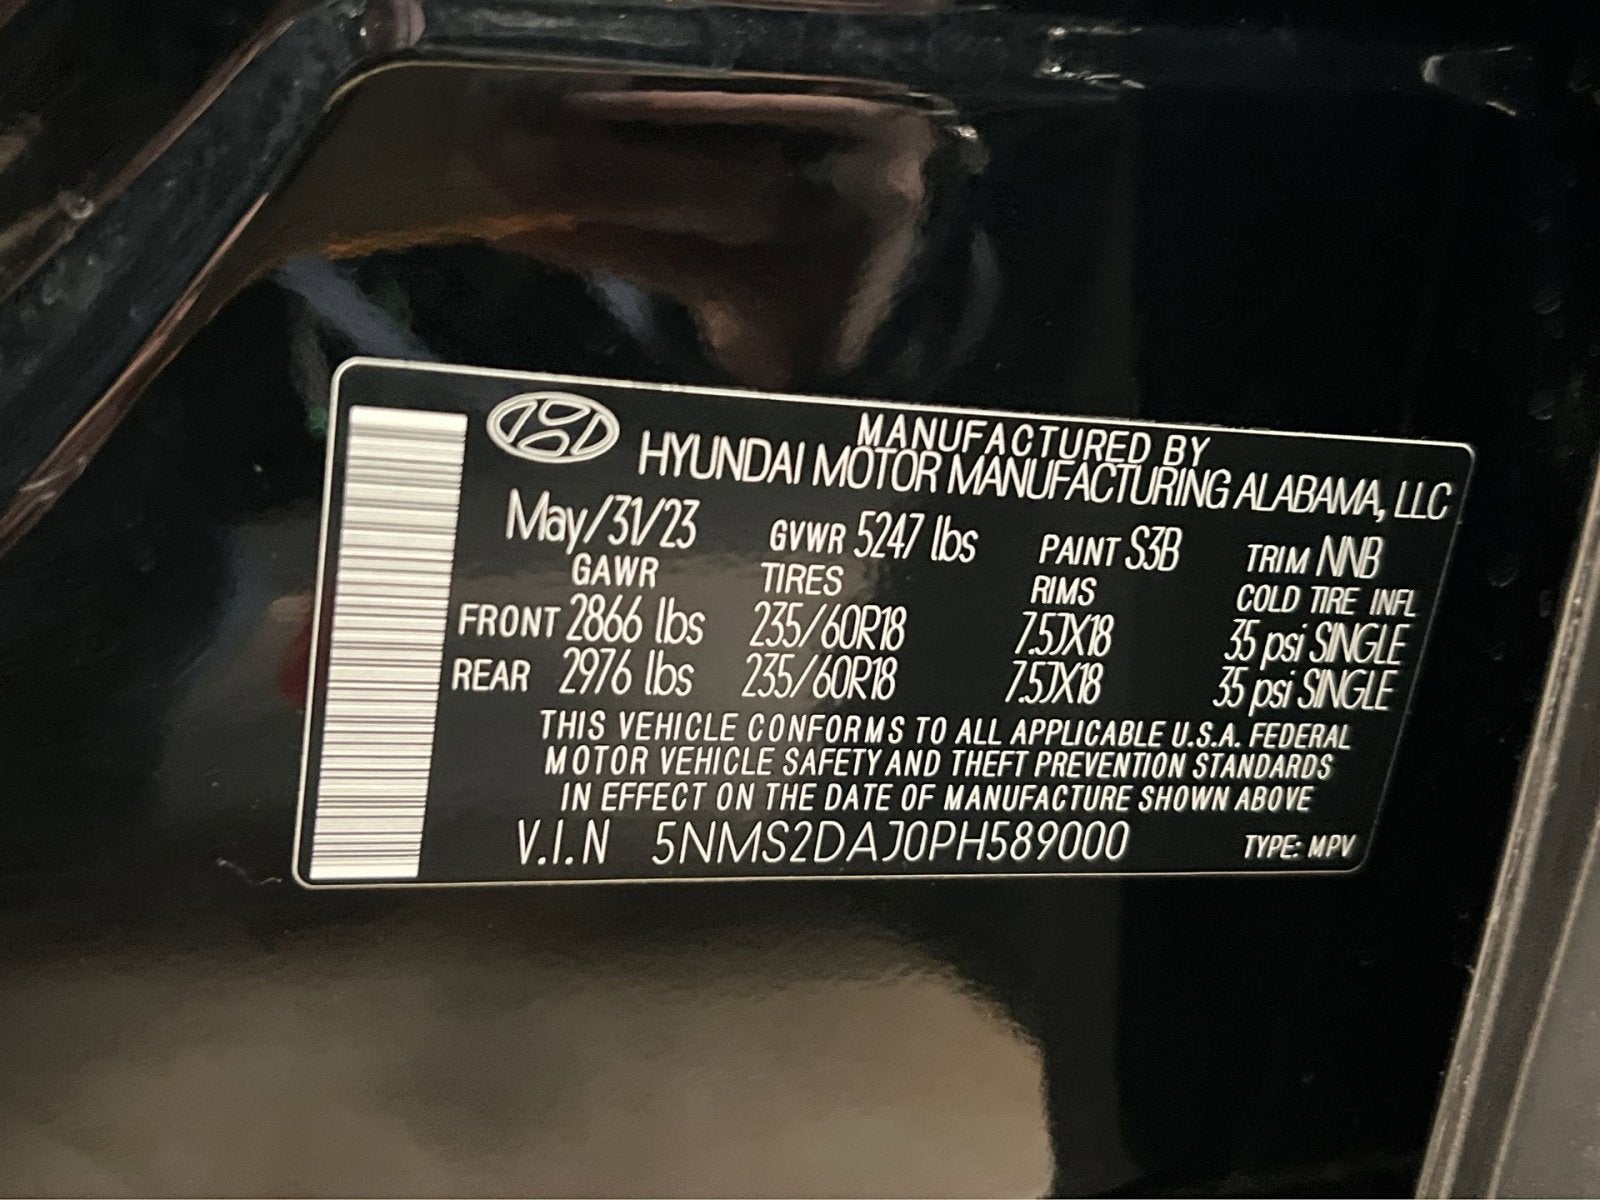 MANUFACTURED BY
HYUNDAI MOTOR MANUFACTURING ALABAMA, LLC
May/31/23 GVWR 5247 lbs PAINT S3B TRIM NNB
GAWR TIRES RIMS COLD TIRE INFL
FRONT 2866 lbs 235/60R18 7.5JX18 35 psi SINGLE
REAR 2976 lbs 235/60R18 7.5JX18 35 psi SINGLE
THIS VEHICLE CONFORMS TO ALL APPLICABLE U.S.A. FEDERAL
MOTOR VEHICLE SAFETY AND THEFT PREVENTION STANDARDS
IN EFFECT ON THE DATE OF MANUFACTURE SHOWN ABOVE
V.I.N 5NMS2DAJ0PH589000 TYPE: MPV